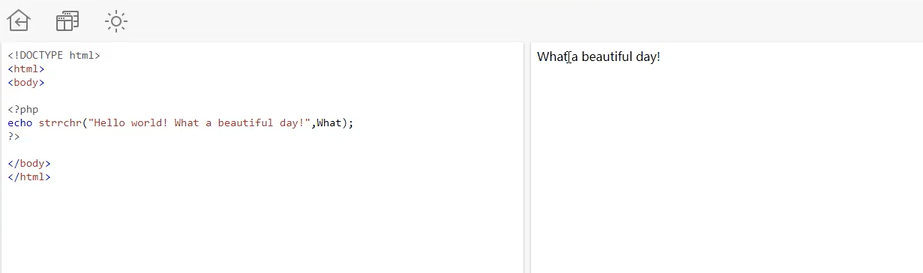 <!DOCTYPE html>
<html>
<body>
<?php
echo strrchr("Hello world! What a beautiful day!",What);
?>
</body>
</html>
What a beautiful day!